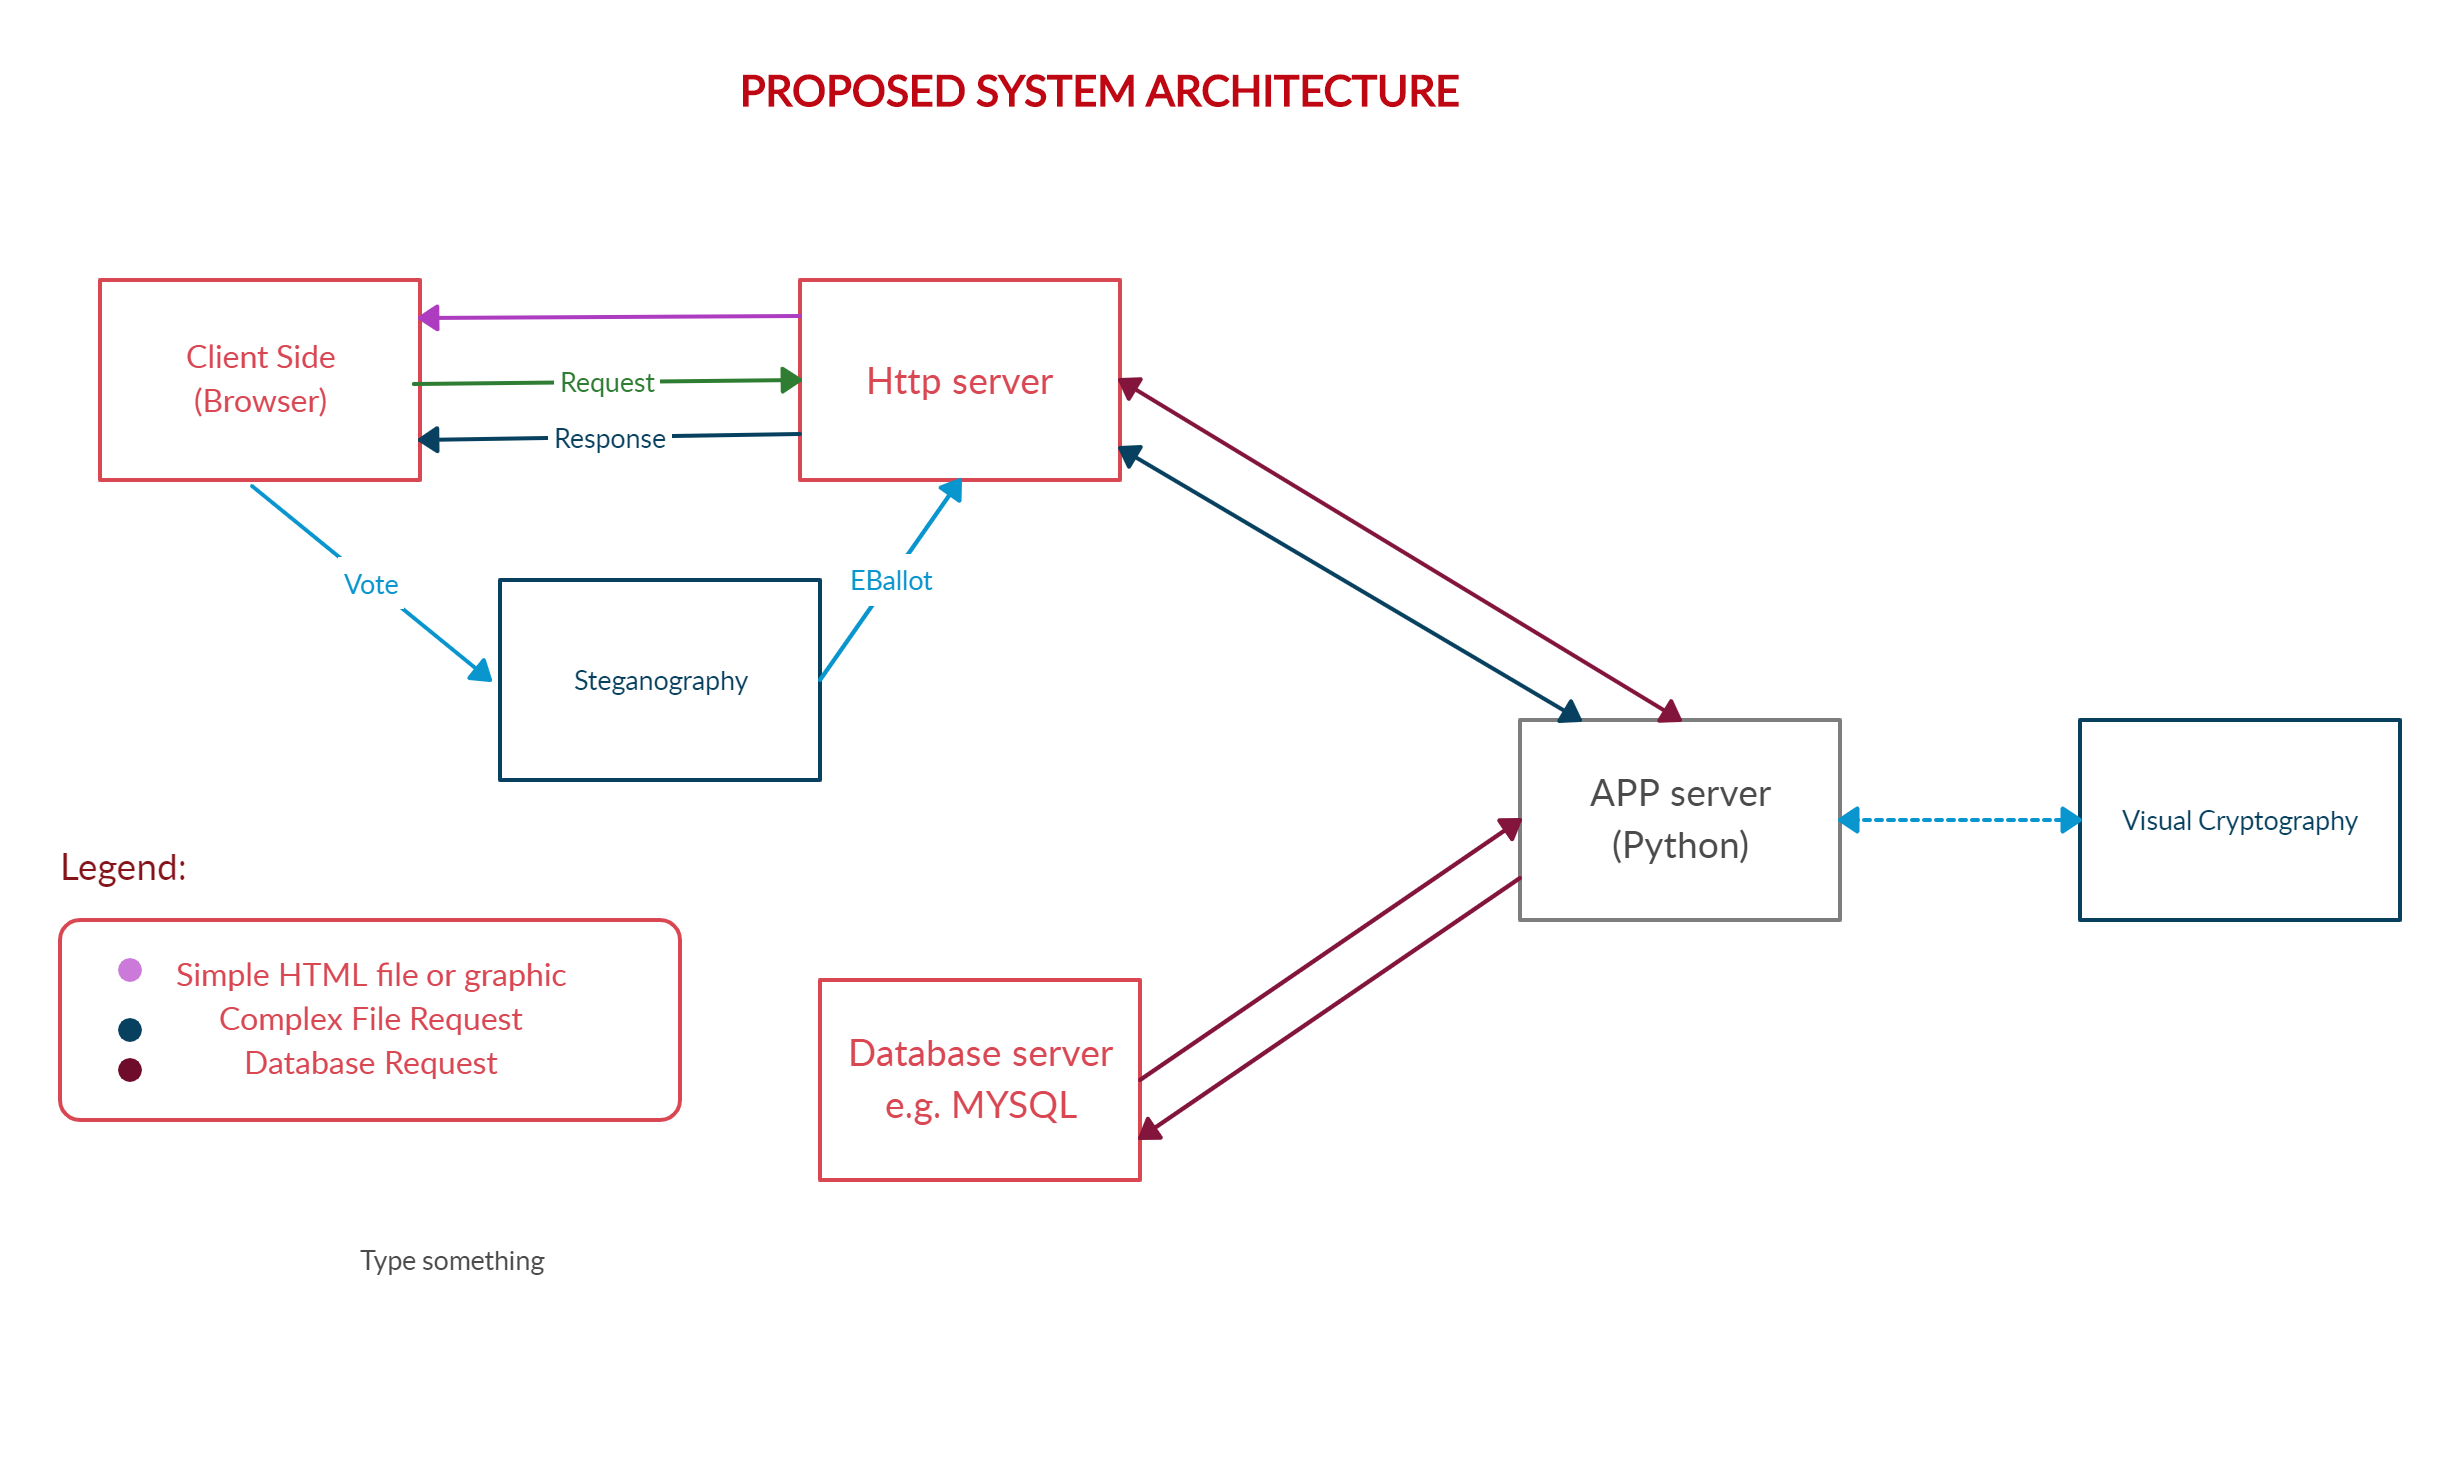 PROPOSED SYSTEM ARCHITECTURE
Client Side
(Browser)
Request
Response
Http server
Vote
EBallot
Steganography
APP server
(Python)
Visual Cryptography
Legend:
Simple HTML file or graphic
Complex File Request
Database Request
Database server
e.g. MYSQL
Type something